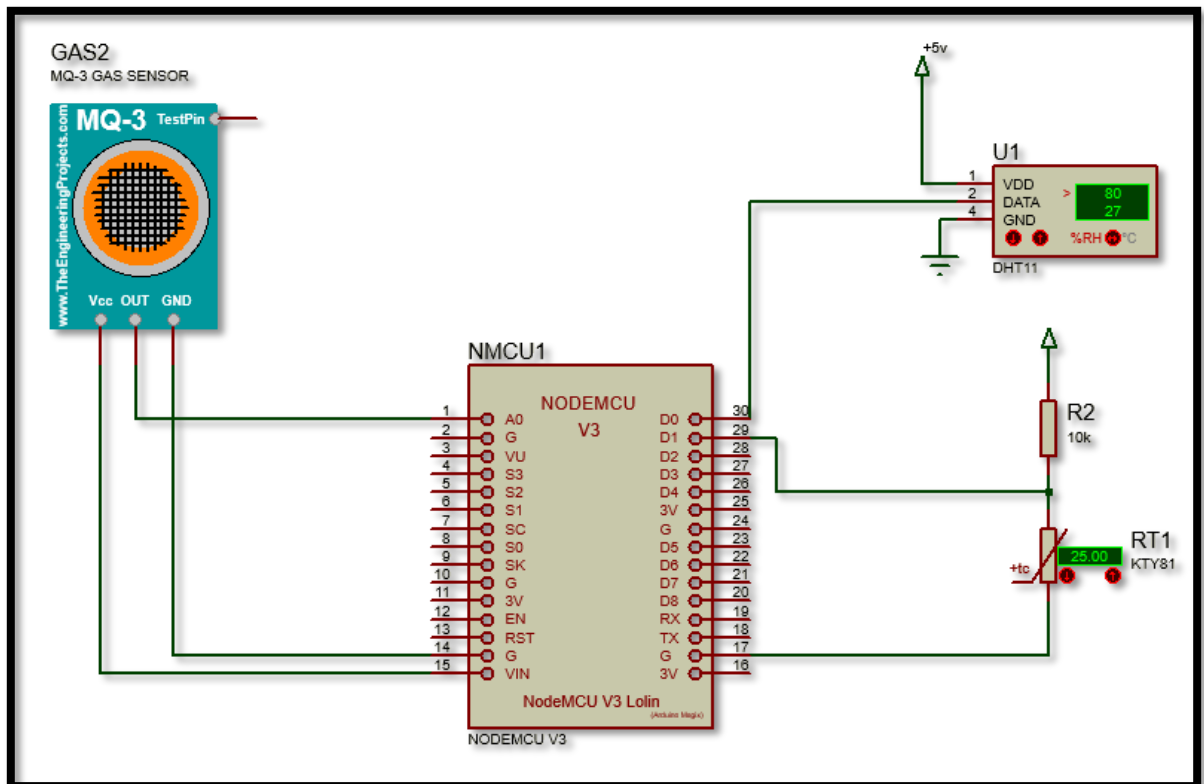 GAS2
MQ-3 GAS SENSOR
www.TheEngineeringProjects.com
MQ-3 TestPin
Vcc OUT GND
+5v
U1
1 VDD
2 DATA
4 GND
> 80
27
%RH °C
DHT11
NMCU1
NODEMCU
V3
1 A0
2 G
3 VU
4 S3
5 S2
6 S1
7 SC
8 S0
9 SK
10 G
11 3V
12 EN
13 RST
14 G
15 VIN
D0 30
D1 29
D2 28
D3 27
D4 26
3V 25
G 24
D5 23
D6 22
D7 21
D8 20
RX 19
TX 18
G 17
3V 16
NodeMCU V3 Lolin
(Arduino Magix)
NODEMCU V3
R2
10k
RT1
KTY81
25.00
+tc